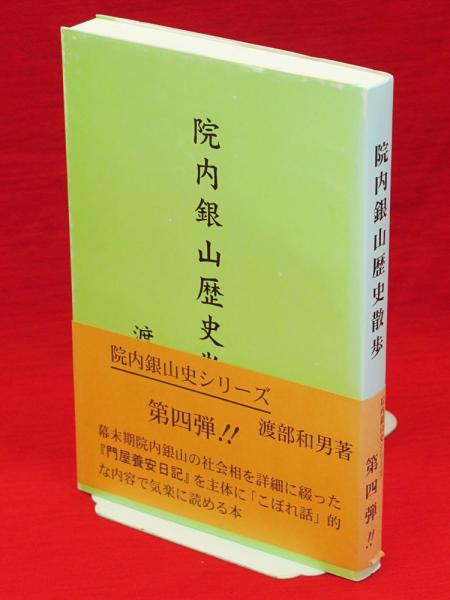 院内銀山歴史
渡
院内銀山史シリーズ
第四弾!!
渡部和男著
幕末期院内銀山の社会相を詳細に綴った
『門屋養安日記』を主体に「こぼれ話」的
な内容で気楽に読める本
院内銀山歴史散歩
第四弾!!